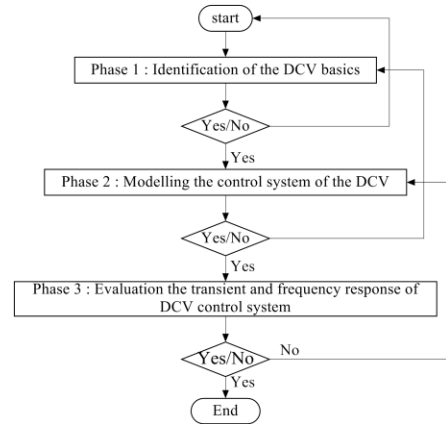 start
Phase 1 : Identification of the DCV basics
Yes/No
Yes
Phase 2 : Modelling the control system of the DCV
Yes/No
Yes
Phase 3 : Evaluation the transient and frequency response of
DCV control system
Yes/No
No
Yes
End